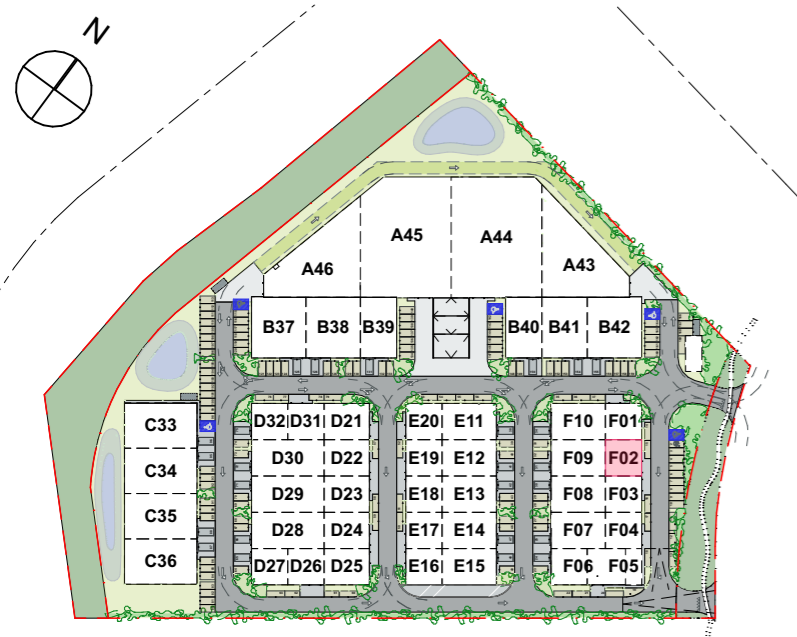 N
A45
A44
A46
A43
B37 B38 B39 B40 B41 B42
C33
C34
C35
C36
D32 D31 D21 E20 E11 F10 F01
D30 D22 E19 E12 F09 F02
D29 D23 E18 E13 F08 F03
D28 D24 E17 E14 F07 F04
D27 D26 D25 E16 E15 F06 F05